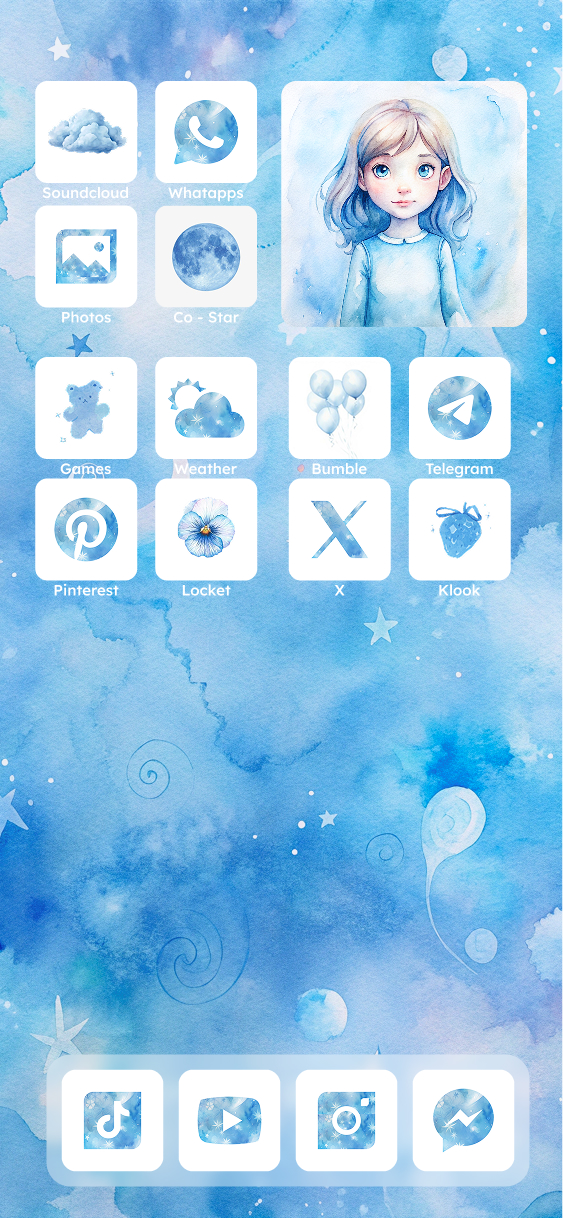 Soundcloud Whatapps
Photos Co - Star
Games Weather Bumble Telegram
Pinterest Locket X Klook